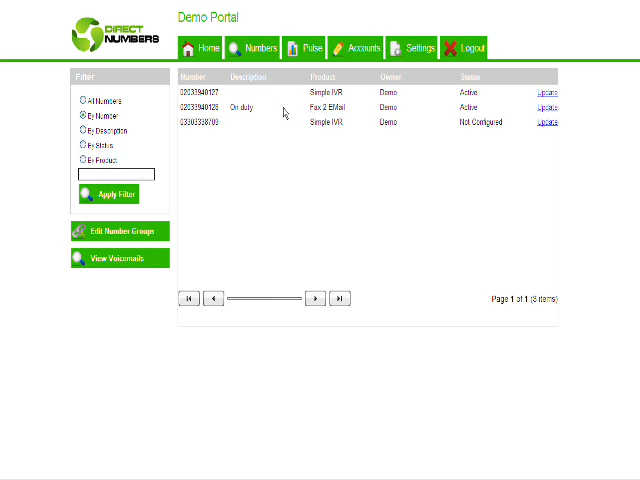 DIRECT
NUMBERS
Demo Portal
Home Numbers Pulse Accounts Settings Logout
Filter
All Numbers
By Number
By Description
By Status
By Product
Apply Filter
Edit Number Groups
View Voicemails
Number Description Product Owner Status
02033940127 Simple IVR Demo Active Update
02033940128 On duty Fax 2 EMail Demo Active Update
03303338709 Simple IVR Demo Not Configured Update
Page 1 of 1 (3 items)